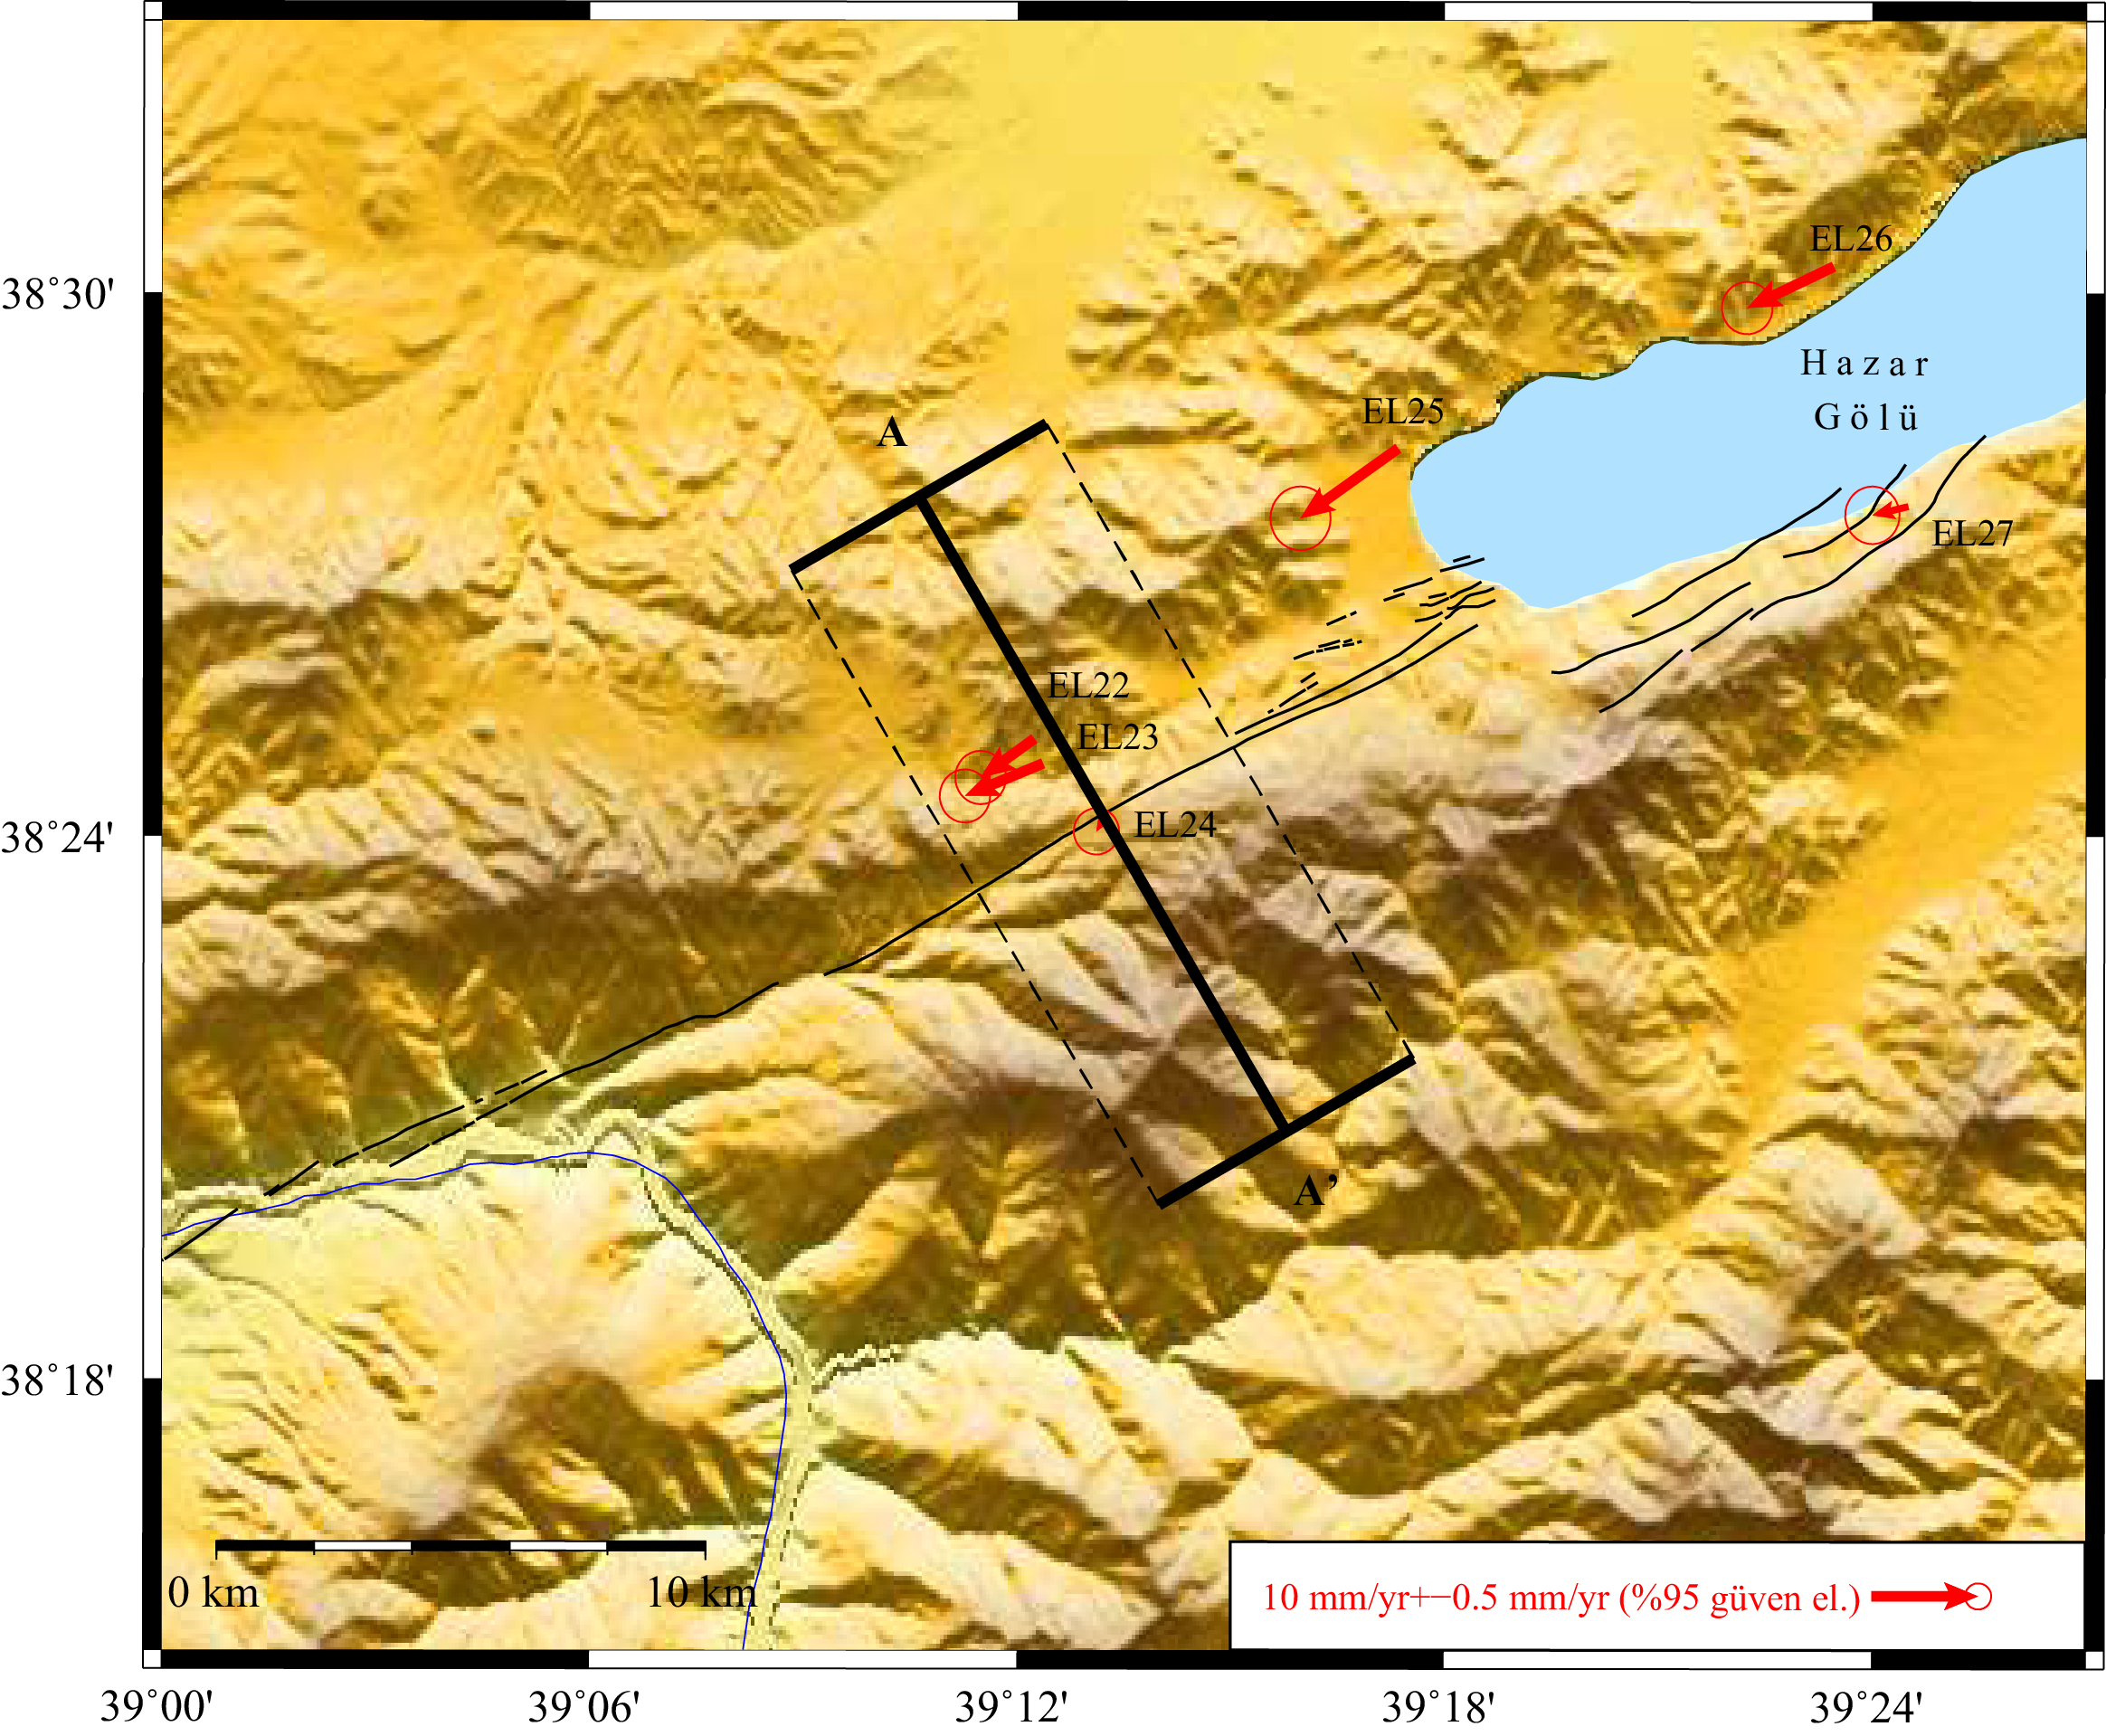 EL26
38°30'
Hazar
Gölü
EL25
A
EL27
EL22
EL23
EL24
38°24'
A’
38°18'
0 km
10 km
10 mm/yr+−0.5 mm/yr (%95 güven el.)
39°00'
39°06'
39°12'
39°18'
39°24'